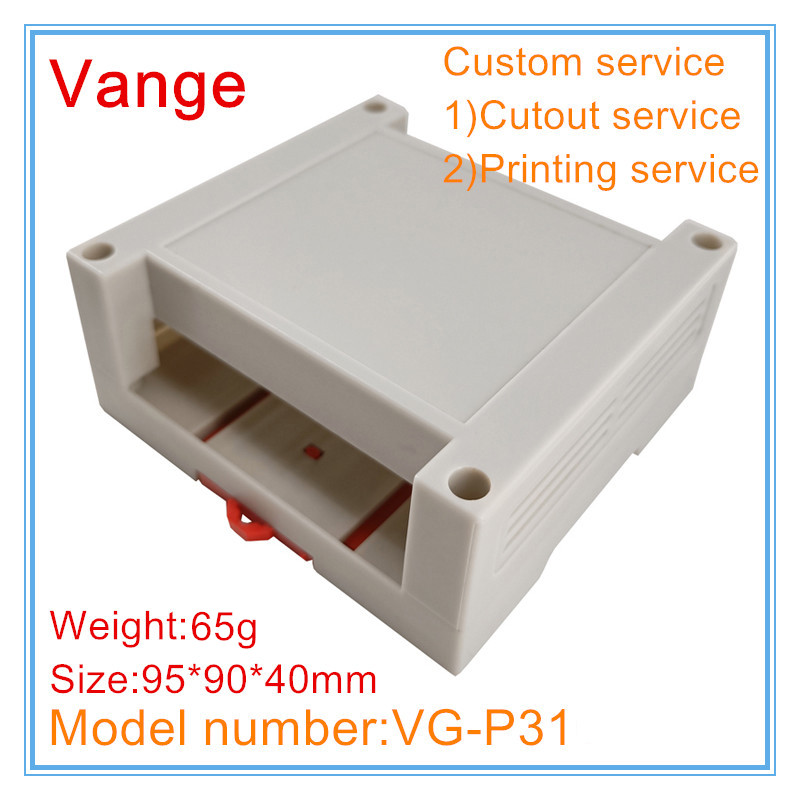 Vange
Custom service
1)Cutout service
2)Printing service
Weight:65g
Size:95*90*40mm
Model number:VG-P31